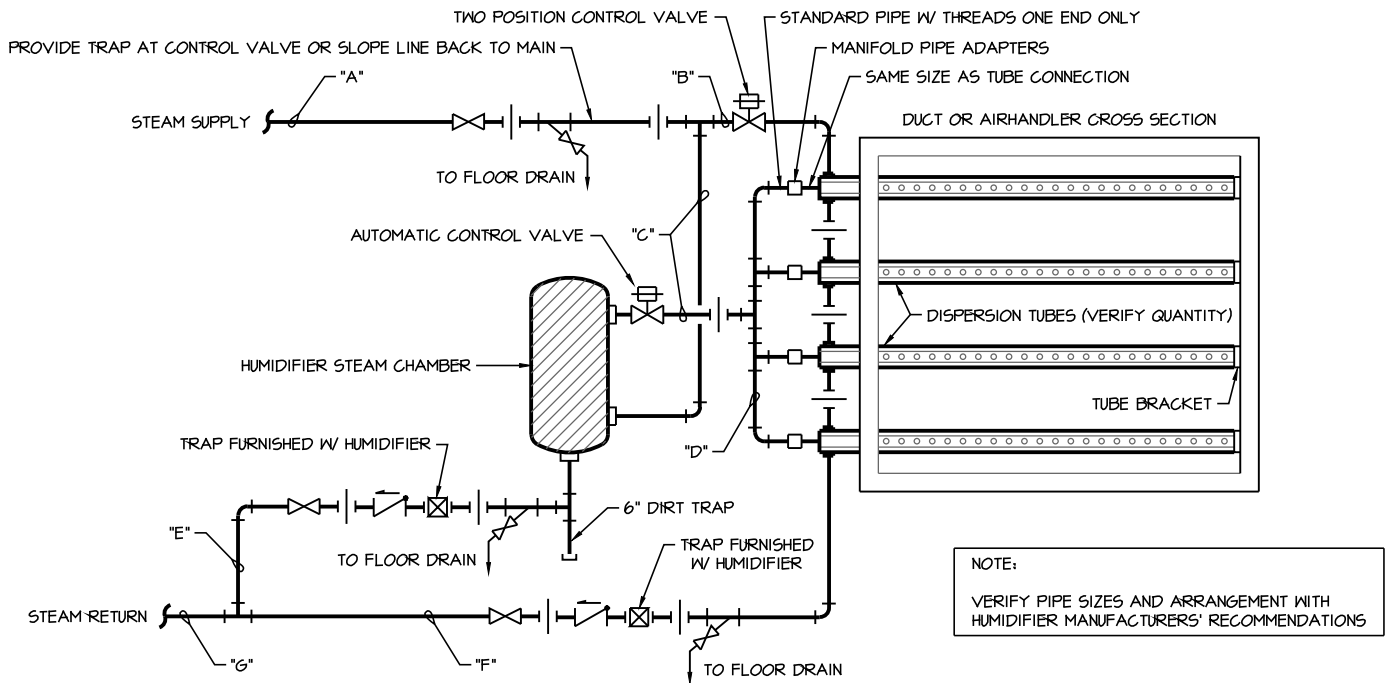 TWO POSITION CONTROL VALVE
STANDARD PIPE W/ THREADS ONE END ONLY
PROVIDE TRAP AT CONTROL VALVE OR SLOPE LINE BACK TO MAIN
MANIFOLD PIPE ADAPTERS
"A"
"B"
SAME SIZE AS TUBE CONNECTION
STEAM SUPPLY
DUCT OR AIRHANDLER CROSS SECTION
TO FLOOR DRAIN
AUTOMATIC CONTROL VALVE
"C"
DISPERSION TUBES (VERIFY QUANTITY)
HUMIDIFIER STEAM CHAMBER
TUBE BRACKET
TRAP FURNISHED W/ HUMIDIFIER
"D"
6" DIRT TRAP
"E"
TO FLOOR DRAIN
TRAP FURNISHED
W/ HUMIDIFIER
NOTE:
VERIFY PIPE SIZES AND ARRANGEMENT WITH
HUMIDIFIER MANUFACTURERS' RECOMMENDATIONS
STEAM RETURN
"G"
"F"
TO FLOOR DRAIN